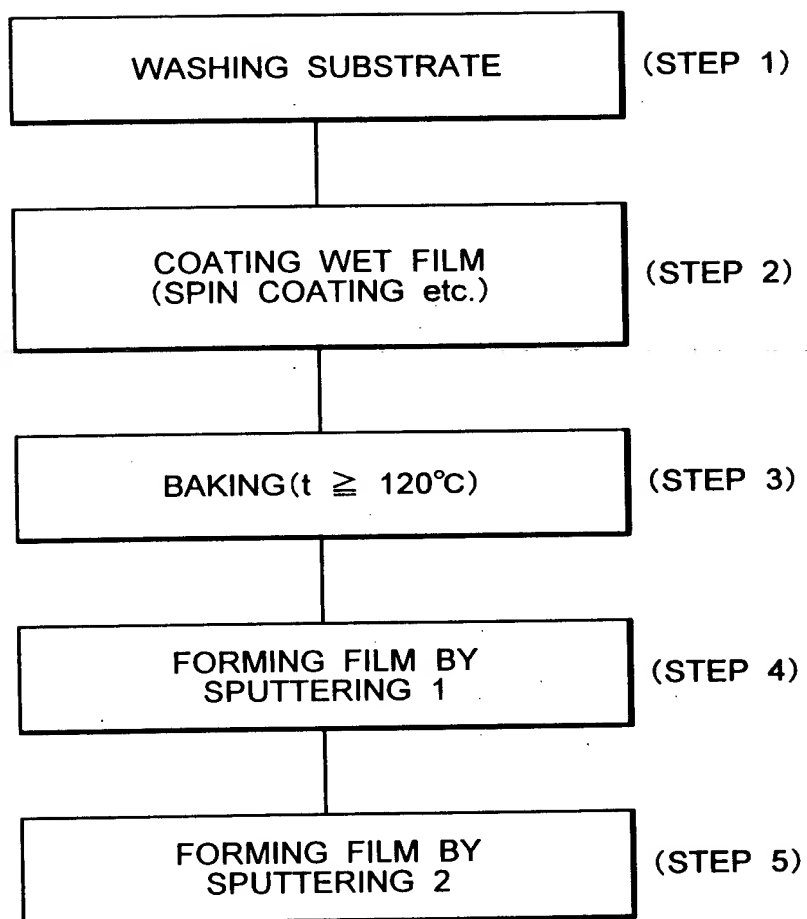 WASHING SUBSTRATE (STEP 1)
COATING WET FILM
(SPIN COATING etc.) (STEP 2)
BAKING(t ≧ 120°C) (STEP 3)
FORMING FILM BY
SPUTTERING 1 (STEP 4)
FORMING FILM BY
SPUTTERING 2 (STEP 5)